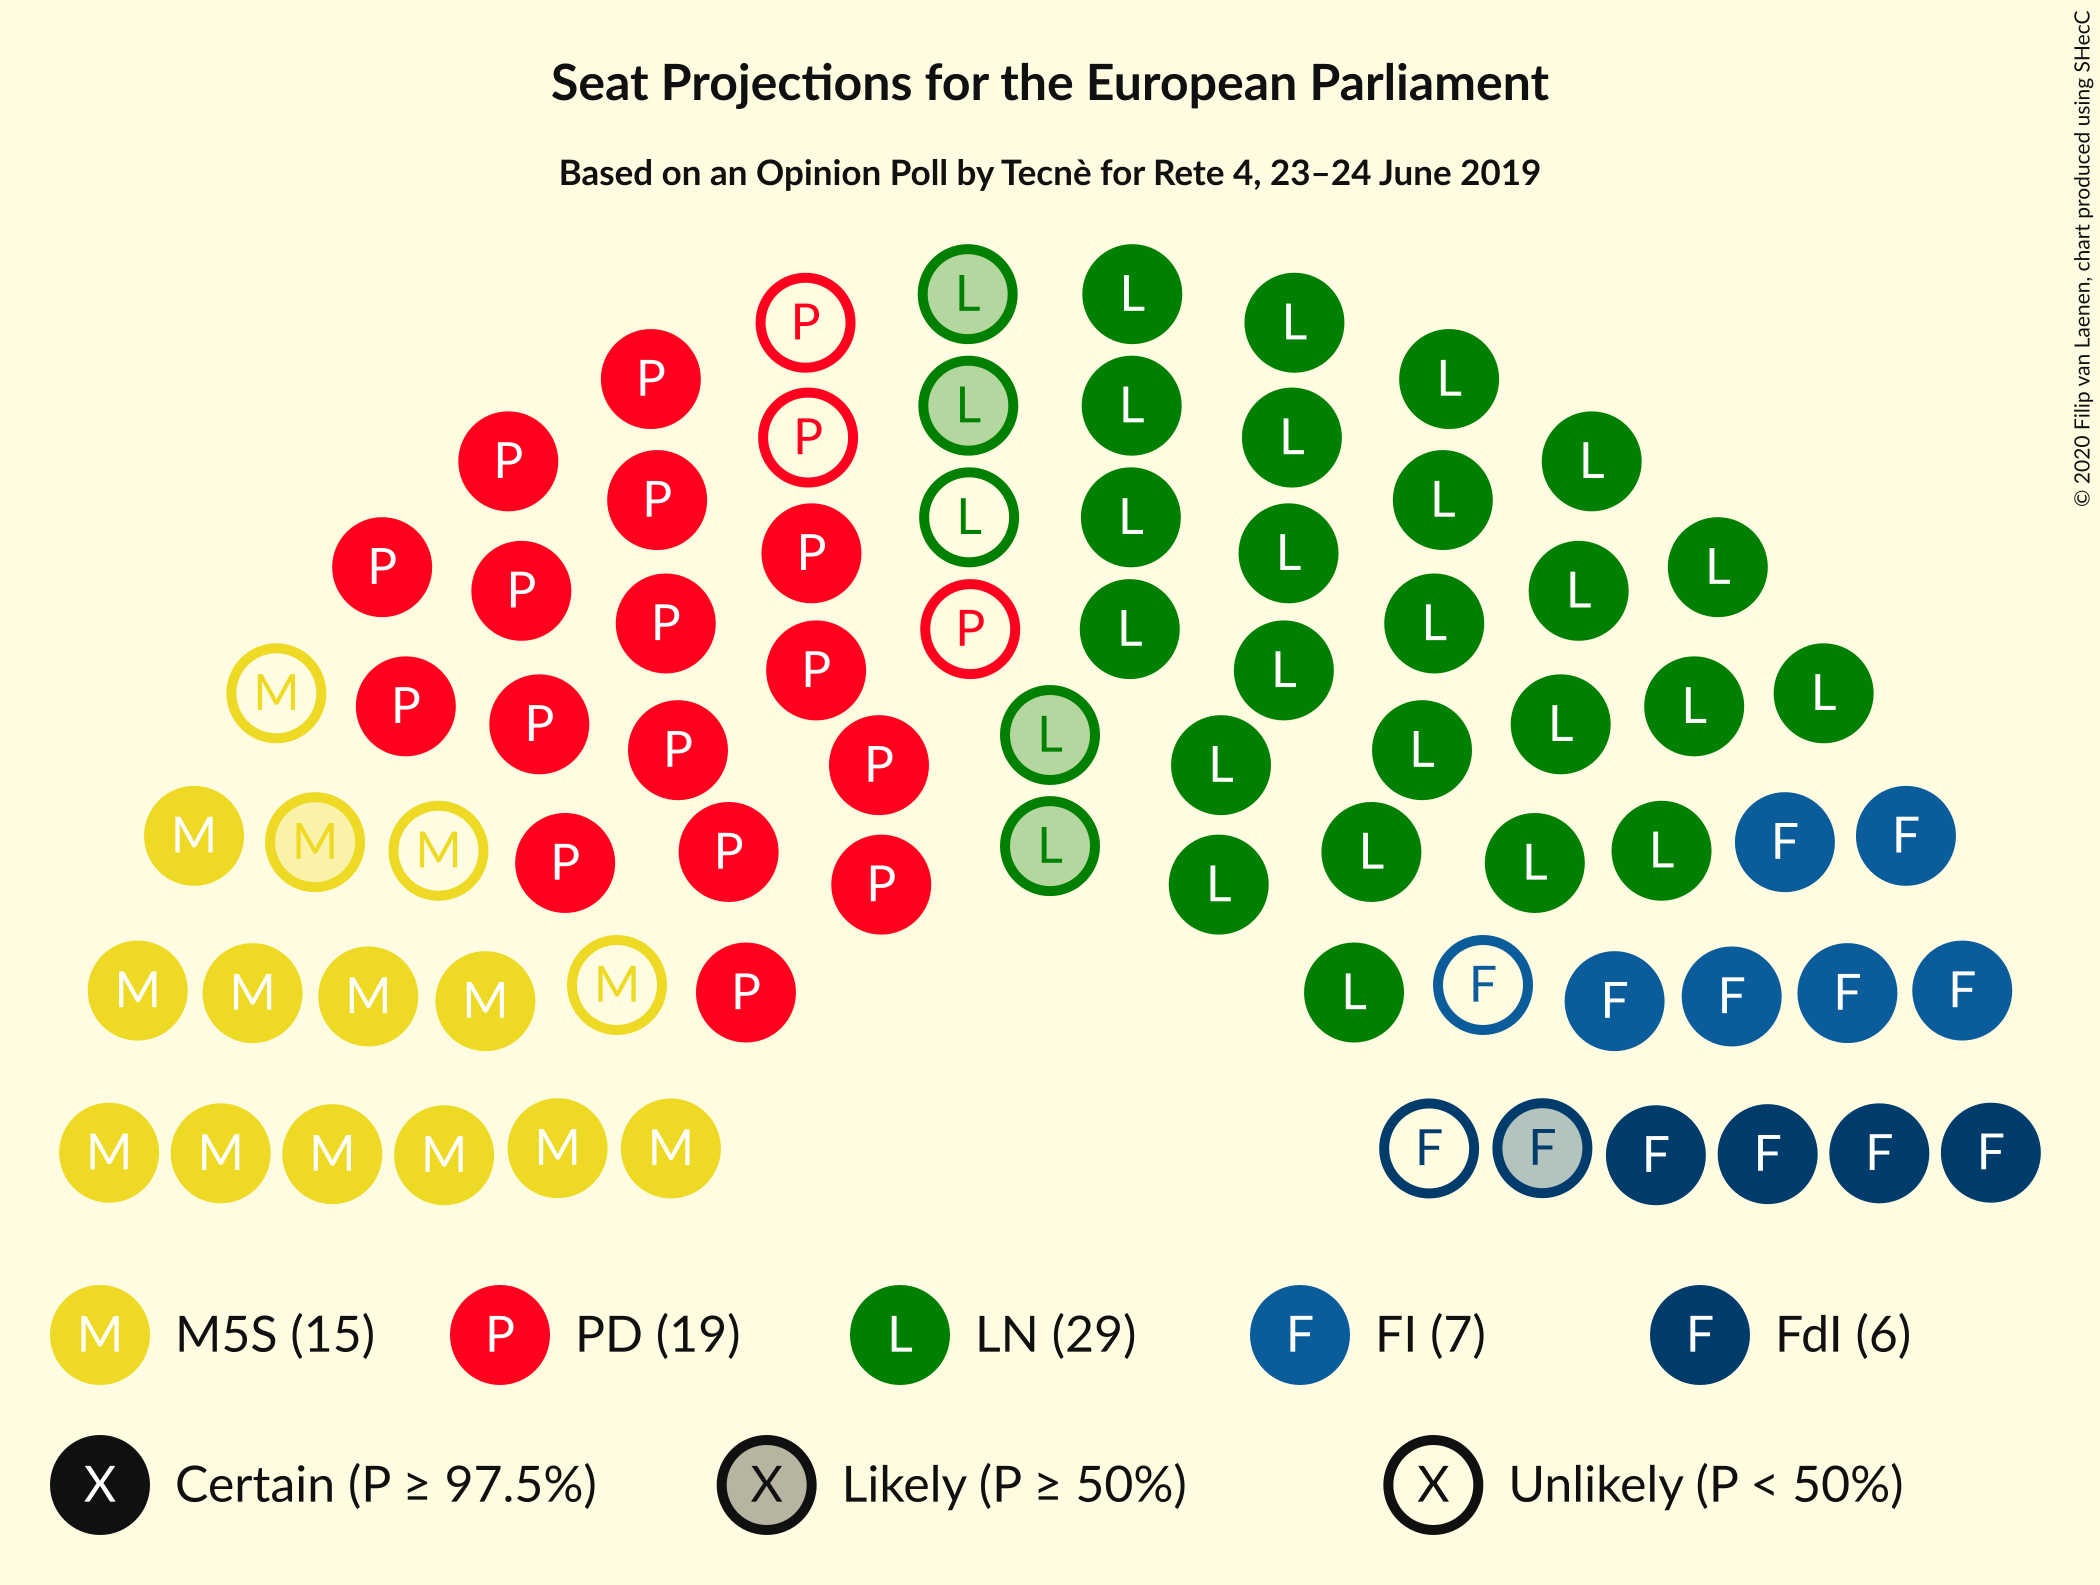 Seat Projections for the European Parliament
Based on an Opinion Poll by Tecnè for Rete 4, 23–24 June 2019
© 2020 Filip van Laenen, chart produced using SHecC
L L
P L
P L
L L
P P L L
P L
P P L L
L L
P P L L
P P L L
P P L L
P L
M L
P P L L
P P L L
L
P P L L
M F
M F
L
M P L L
P P L L
P L
M F
M M P L F F
M M F F
M M F F
M M F F
M M M F F F
M M M F F F
M M5S (15) P PD (19) L LN (29) F FI (7) F FdI (6)
X Certain (P ≥ 97.5%) X Likely (P ≥ 50%) X Unlikely (P < 50%)